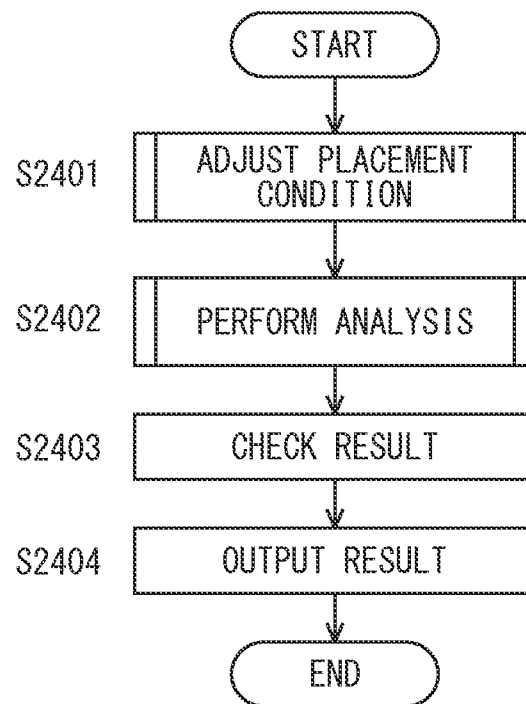 START
S2401
ADJUST PLACEMENT
CONDITION
S2402
PERFORM ANALYSIS
S2403
CHECK RESULT
S2404
OUTPUT RESULT
END